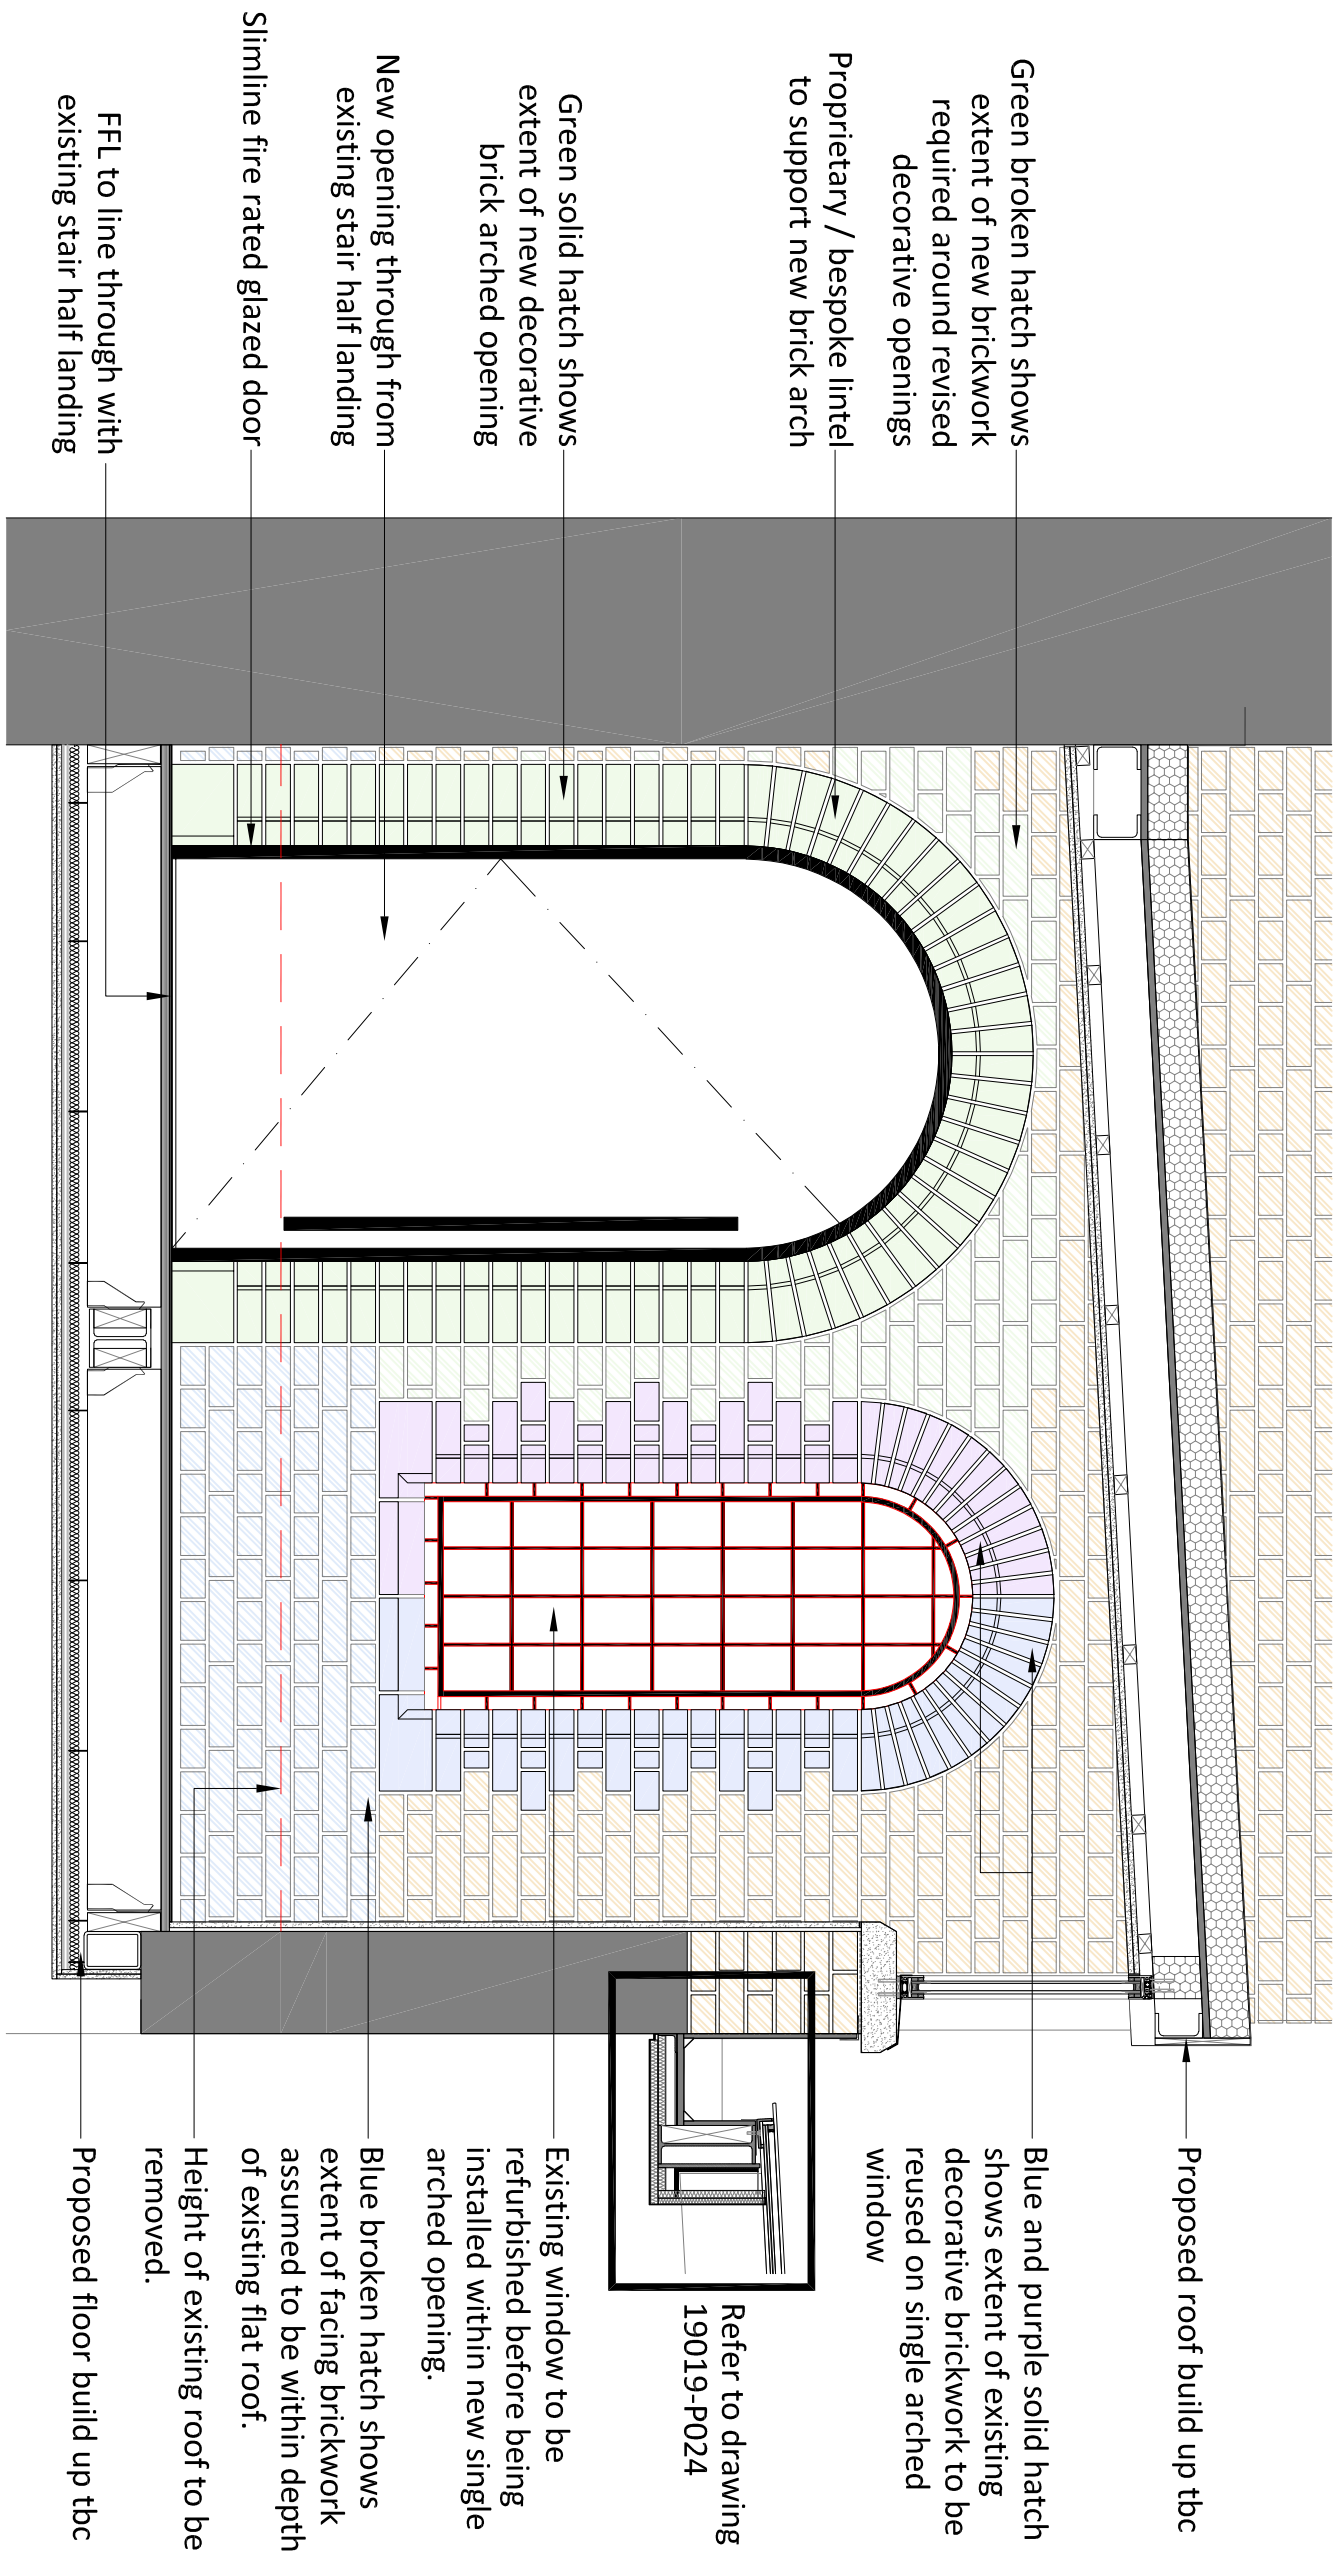 Green broken hatch shows
extent of new brickwork
required around revised
decorative openings
Proprietary / bespoke lintel
to support new brick arch
Green solid hatch shows
extent of new decorative
brick arched opening
New opening through from
existing stair half landing
Slimline fire rated glazed door
FFL to line through with
existing stair half landing
Proposed roof build up tbc
Blue and purple solid hatch
shows extent of existing
decorative brickwork to be
reused on single arched
window
Refer to drawing
19019-P024
Existing window to be
refurbished before being
installed within new single
arched opening.
Blue broken hatch shows
extent of facing brickwork
assumed to be within depth
of existing flat roof.
Height of existing roof to be
removed.
Proposed floor build up tbc